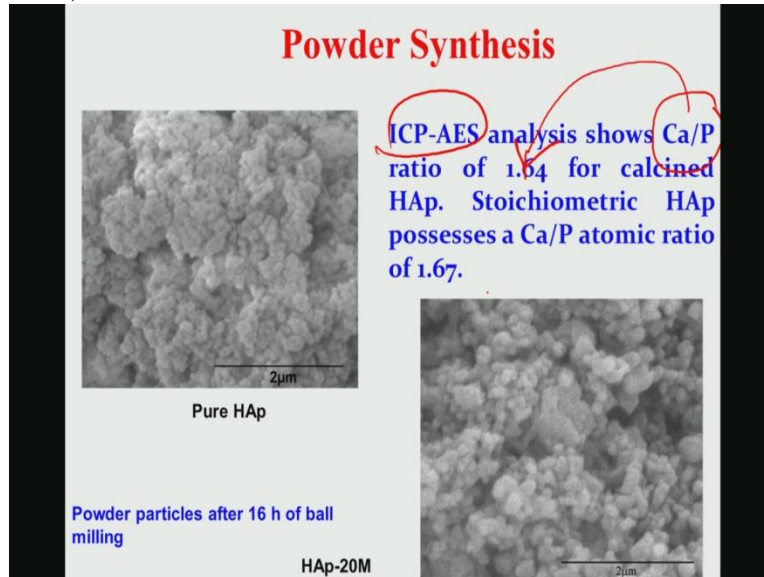 Powder Synthesis
ICP-AES analysis shows Ca/P
ratio of 1.64 for calcined
HAp. Stoichiometric HAp
possesses a Ca/P atomic ratio
of 1.67.
2µm
Pure HAp
Powder particles after 16 h of ball
milling
HAp-20M
2µm